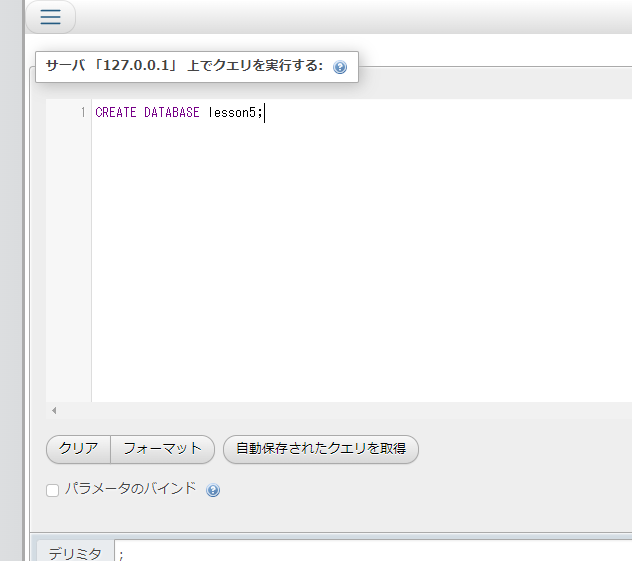 サーバ 「127.0.0.1」 上でクエリを実行する:
1 CREATE DATABASE lesson5;
クリア フォーマット 自動保存されたクエリを取得
パラメータのバインド
デリミタ ;